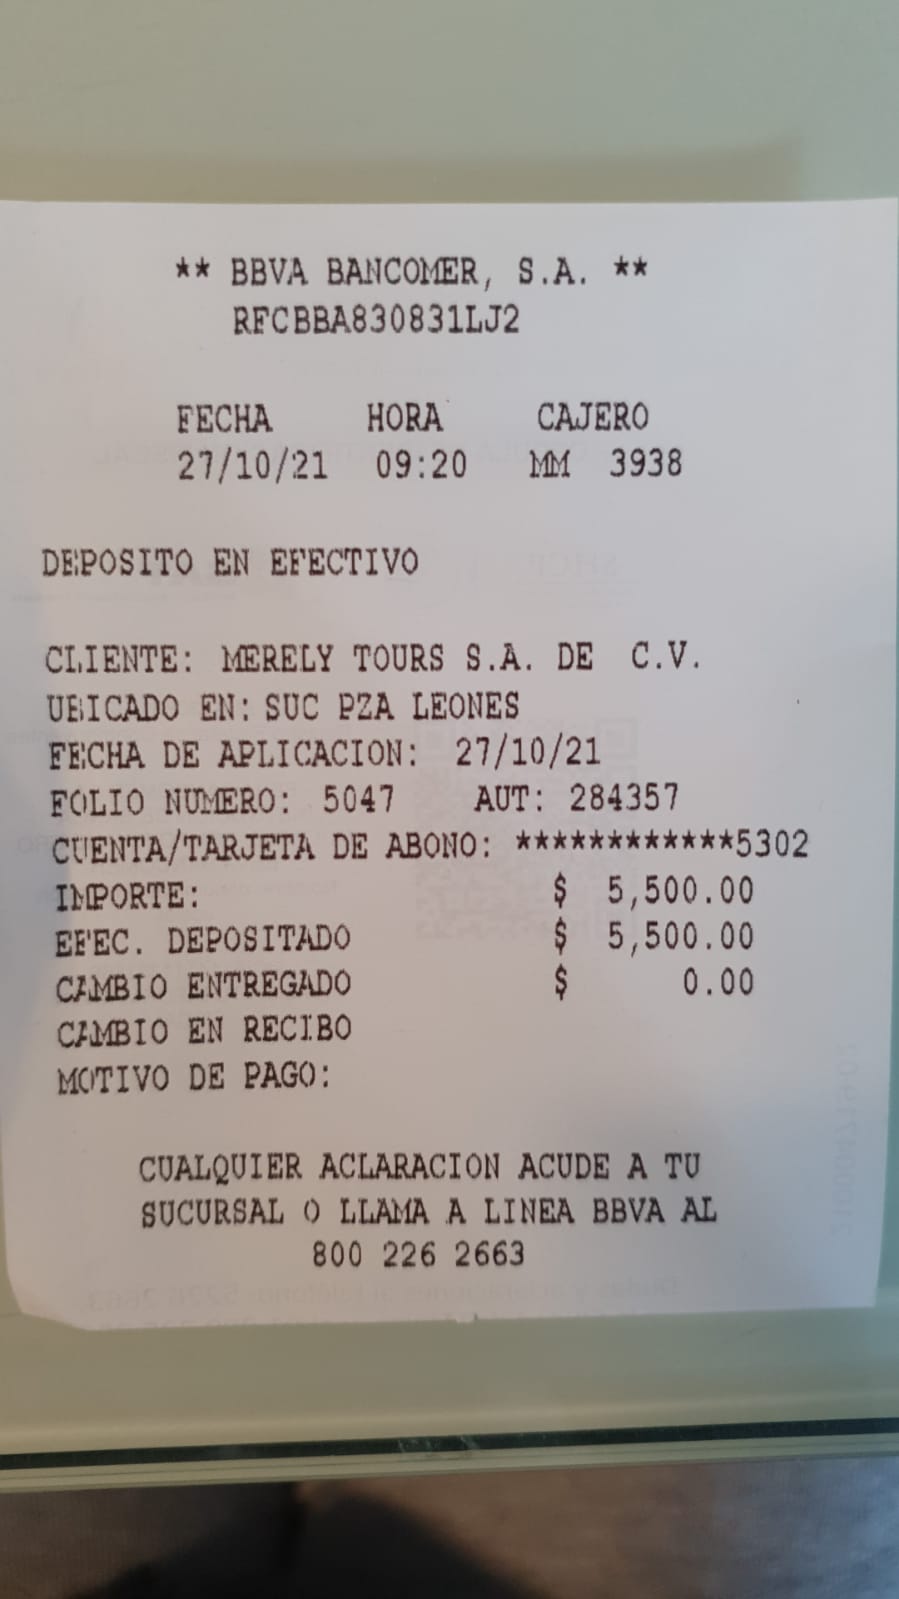 ** BBVA BANCOMER, S.A. **
RFCBBA830831LJ2
FECHA HORA CAJERO
27/10/21 09:20 MM 3938
DEPOSITO EN EFECTIVO
CLIENTE: MERELY TOURS S.A. DE C.V.
UBICADO EN: SUC PZA LEONES
FECHA DE APLICACION: 27/10/21
FOLIO NUMERO: 5047 AUT: 284357
CUENTA/TARJETA DE ABONO: ************5302
IMPORTE: $ 5,500.00
EFEC. DEPOSITADO $ 5,500.00
CAMBIO ENTREGADO $ 0.00
CAMBIO EN RECIBO
MOTIVO DE PAGO:
CUALQUIER ACLARACION ACUDE A TU
SUCURSAL O LLAMA A LINEA BBVA AL
800 226 2663